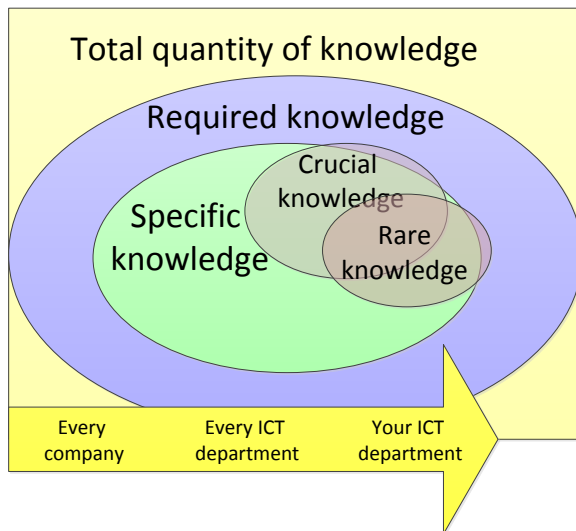 Total quantity of knowledge
Required knowledge
Crucial
knowledge
Specific
knowledge
Rare
knowledge
Every
company
Every ICT
department
Your ICT
department